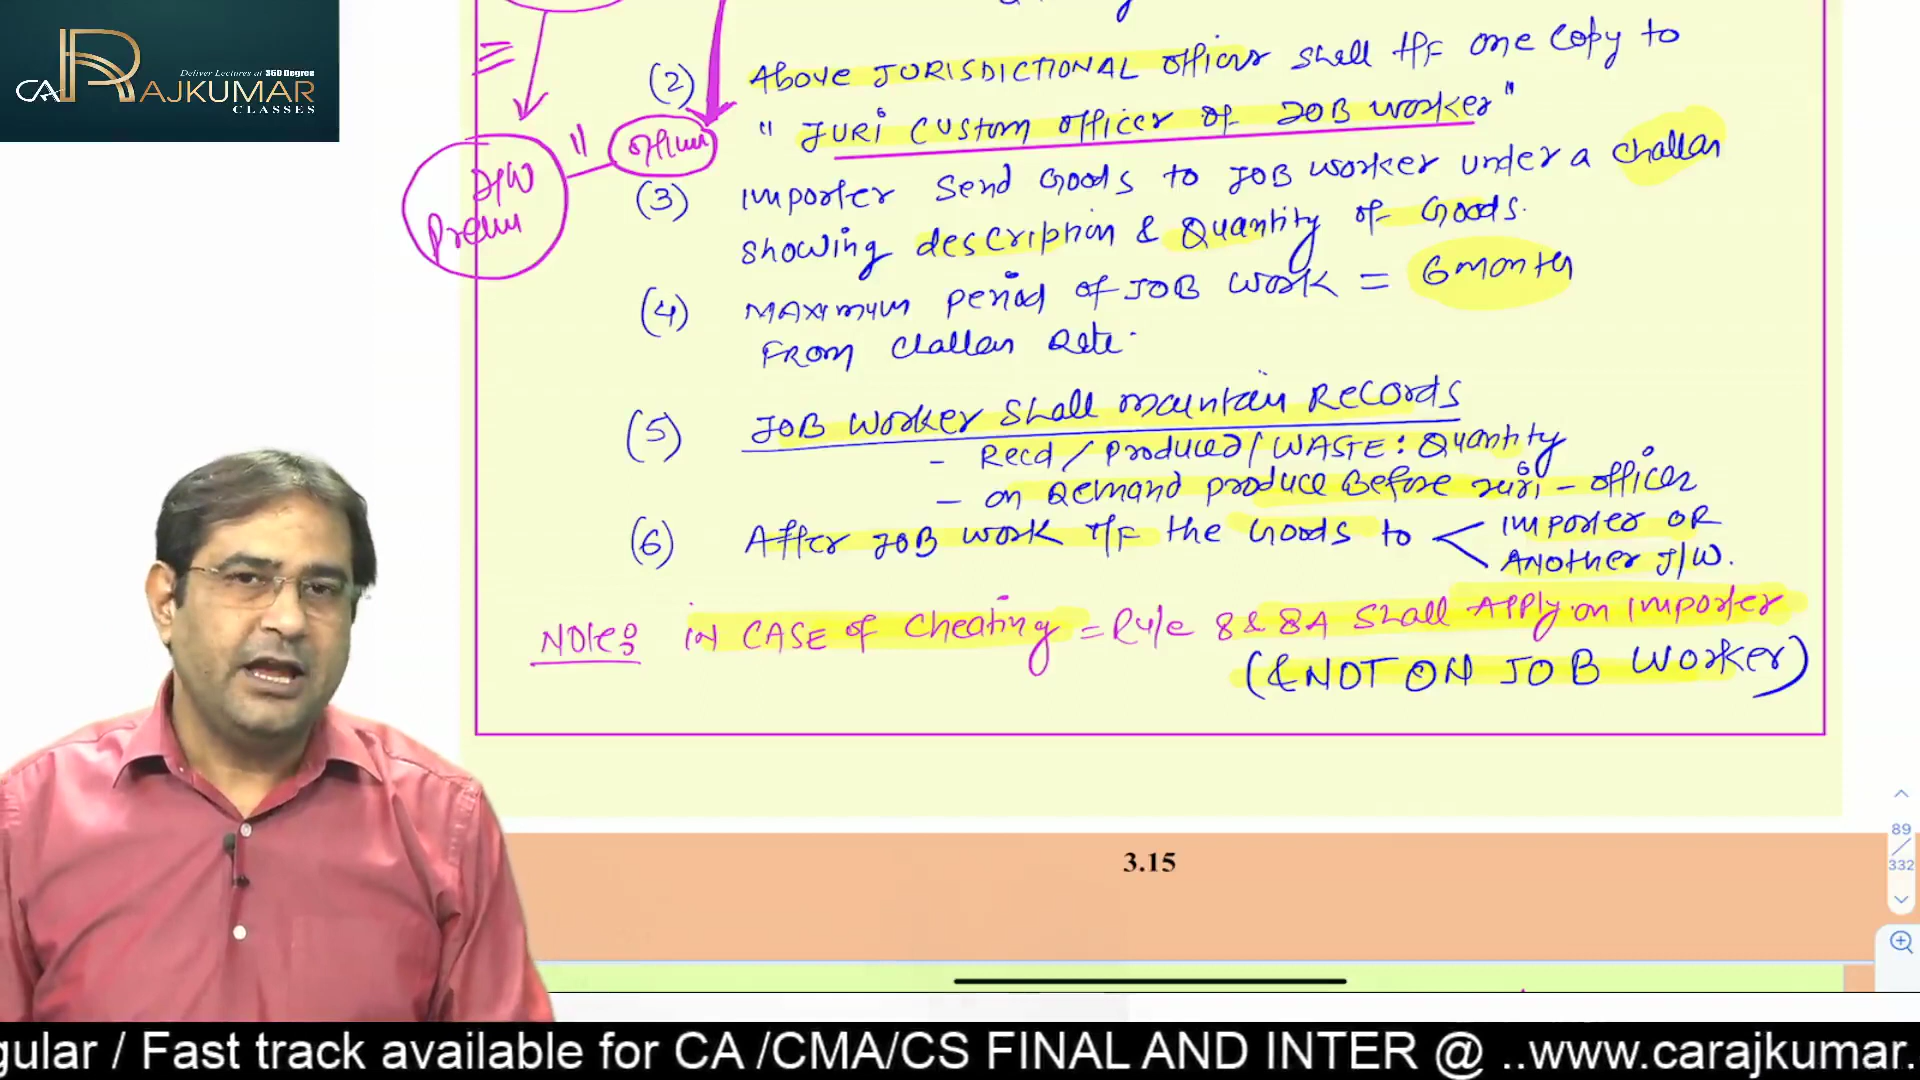 Deliver Lectures at 360 Degree
CA RAJKUMAR
CLASSES
(2) Above JURISDICTIONAL officer shall t/f one copy to
" JURI CUSTOM officer of JOB worker "
officer
J/W
(3) importer send Goods to JOB worker under a challan
showing description & Quantity of Goods.
(4) MAXIMUM period of JOB work = 6 month
FROM challan date.
(5) JOB worker shall maintain Records
- Recd / Produced / WASTE : Quantity
- on demand produce Before juri - officer
(6) After JOB work t/f the Goods to < importer OR
Another J/W.
NOTE: in CASE of cheating = Rule 8 & 8A shall Apply on importer
(& NOT ON JOB worker)
89
332
3.15
gular / Fast track available for CA /CMA/CS FINAL AND INTER @ ..www.carajkumar.